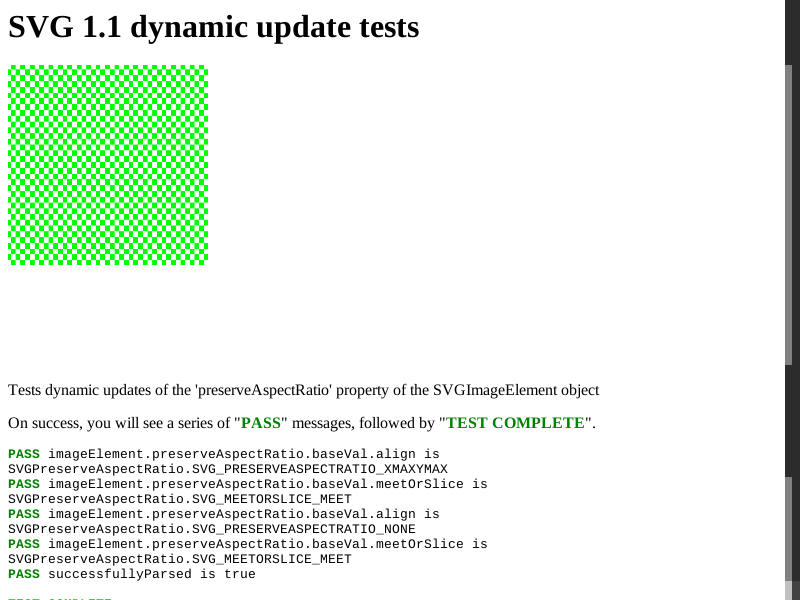 SVG 1.1 dynamic update tests
Tests dynamic updates of the 'preserveAspectRatio' property of the SVGImageElement object
On success, you will see a series of "PASS" messages, followed by "TEST COMPLETE".
PASS imageElement.preserveAspectRatio.baseVal.align is
SVGPreserveAspectRatio.SVG_PRESERVEASPECTRATIO_XMAXYMAX
PASS imageElement.preserveAspectRatio.baseVal.meetOrSlice is
SVGPreserveAspectRatio.SVG_MEETORSLICE_MEET
PASS imageElement.preserveAspectRatio.baseVal.align is
SVGPreserveAspectRatio.SVG_PRESERVEASPECTRATIO_NONE
PASS imageElement.preserveAspectRatio.baseVal.meetOrSlice is
SVGPreserveAspectRatio.SVG_MEETORSLICE_MEET
PASS successfullyParsed is true